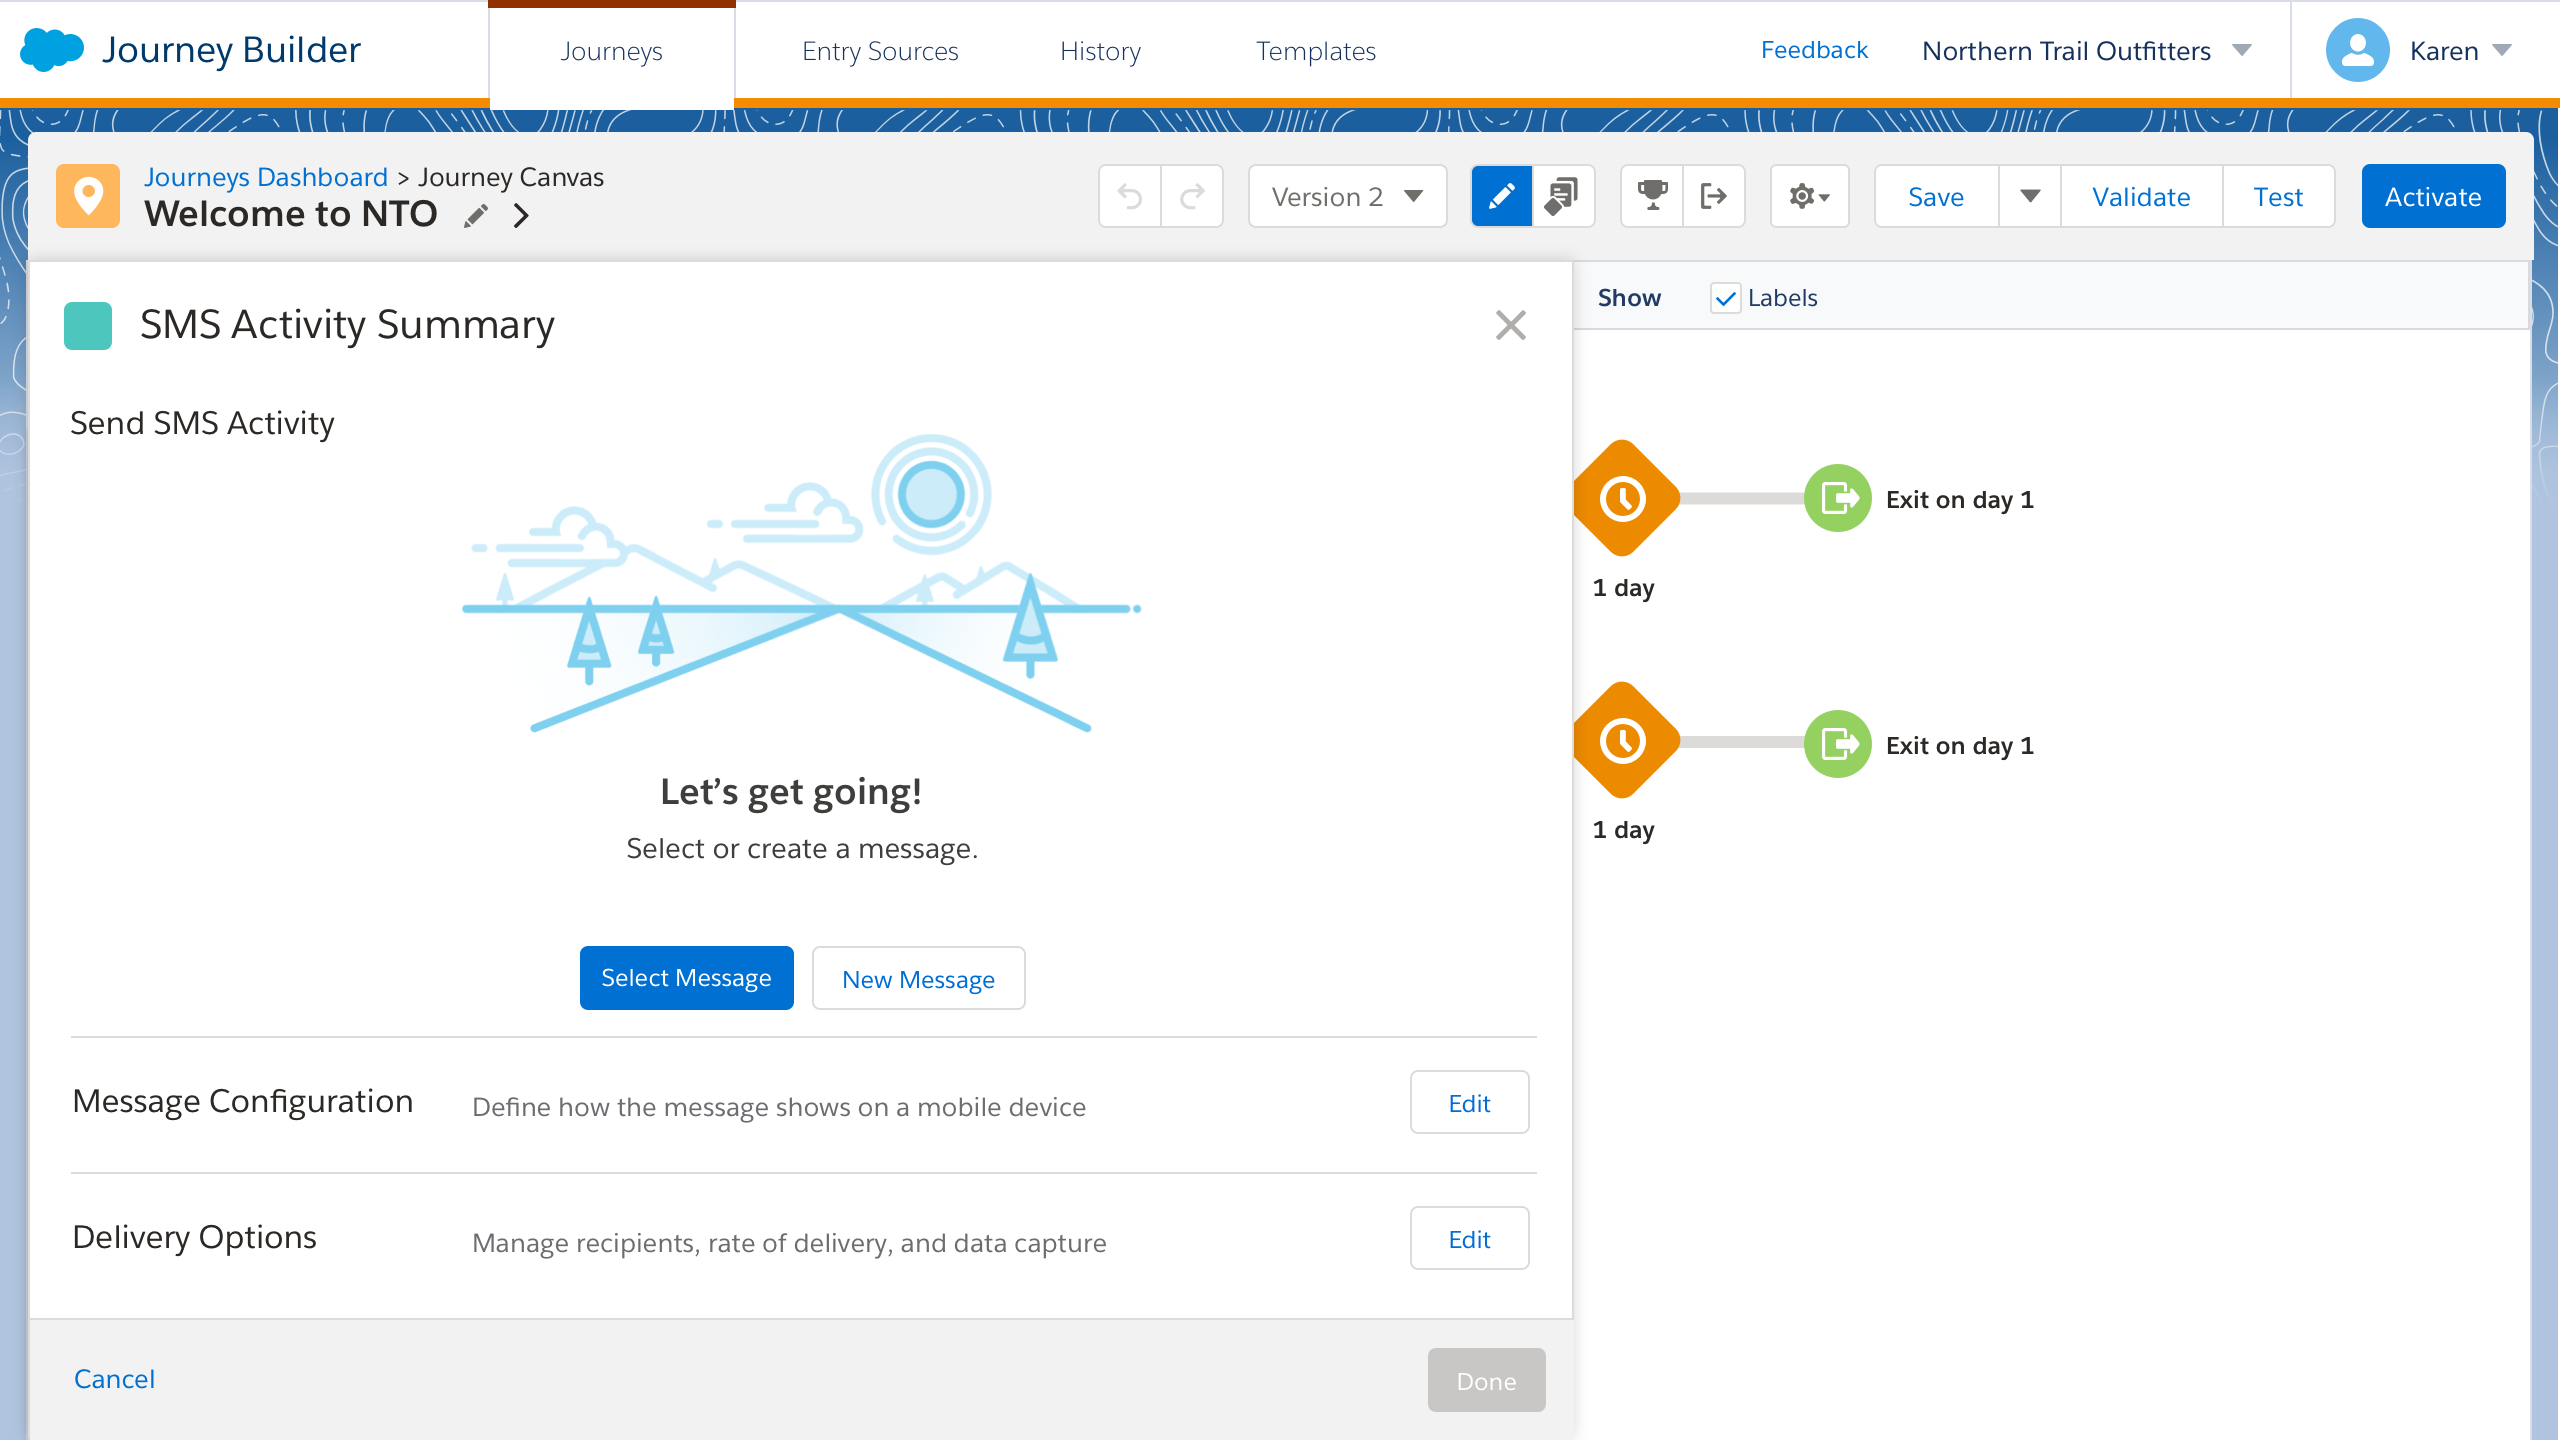 Journey Builder
Journeys
Entry Sources
History
Templates
Feedback
Northern Trail Outfitters
Karen
Journeys Dashboard > Journey Canvas
Welcome to NTO
Version 2
Save
Validate
Test
Activate
SMS Activity Summary
Show
Labels
Send SMS Activity
Exit on day 1
1 day
Exit on day 1
1 day
Let’s get going!
Select or create a message.
Select Message
New Message
Message Configuration
Define how the message shows on a mobile device
Edit
Delivery Options
Manage recipients, rate of delivery, and data capture
Edit
Cancel
Done